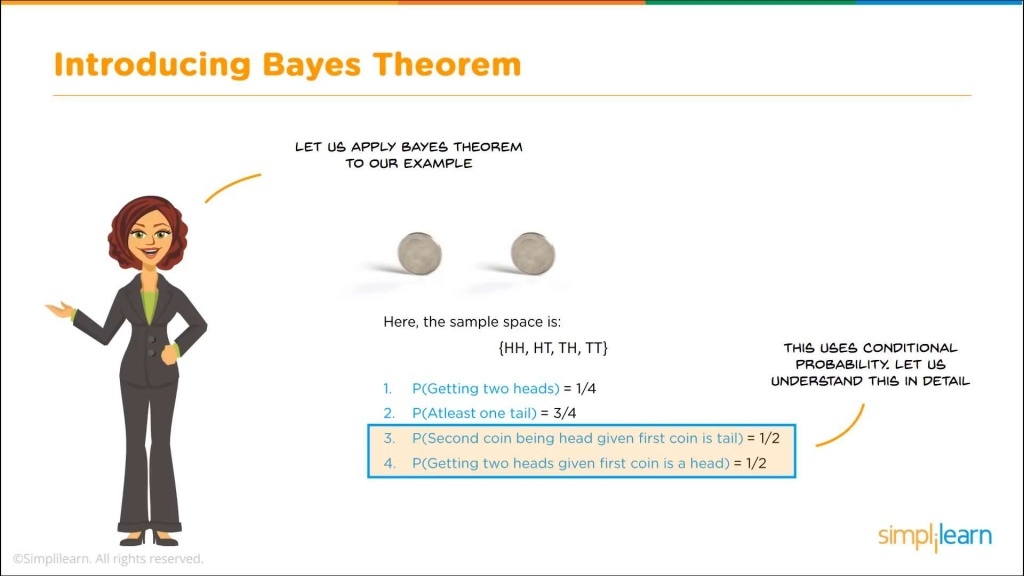 Introducing Bayes Theorem
LET US APPLY BAYES THEOREM
TO OUR EXAMPLE
Here, the sample space is:
{HH, HT, TH, TT}
1. P(Getting two heads) = 1/4
2. P(Atleast one tail) = 3/4
3. P(Second coin being head given first coin is tail) = 1/2
4. P(Getting two heads given first coin is a head) = 1/2
THIS USES CONDITIONAL
PROBABILITY. LET US
UNDERSTAND THIS IN DETAIL
©Simplilearn. All rights reserved.
simplilearn